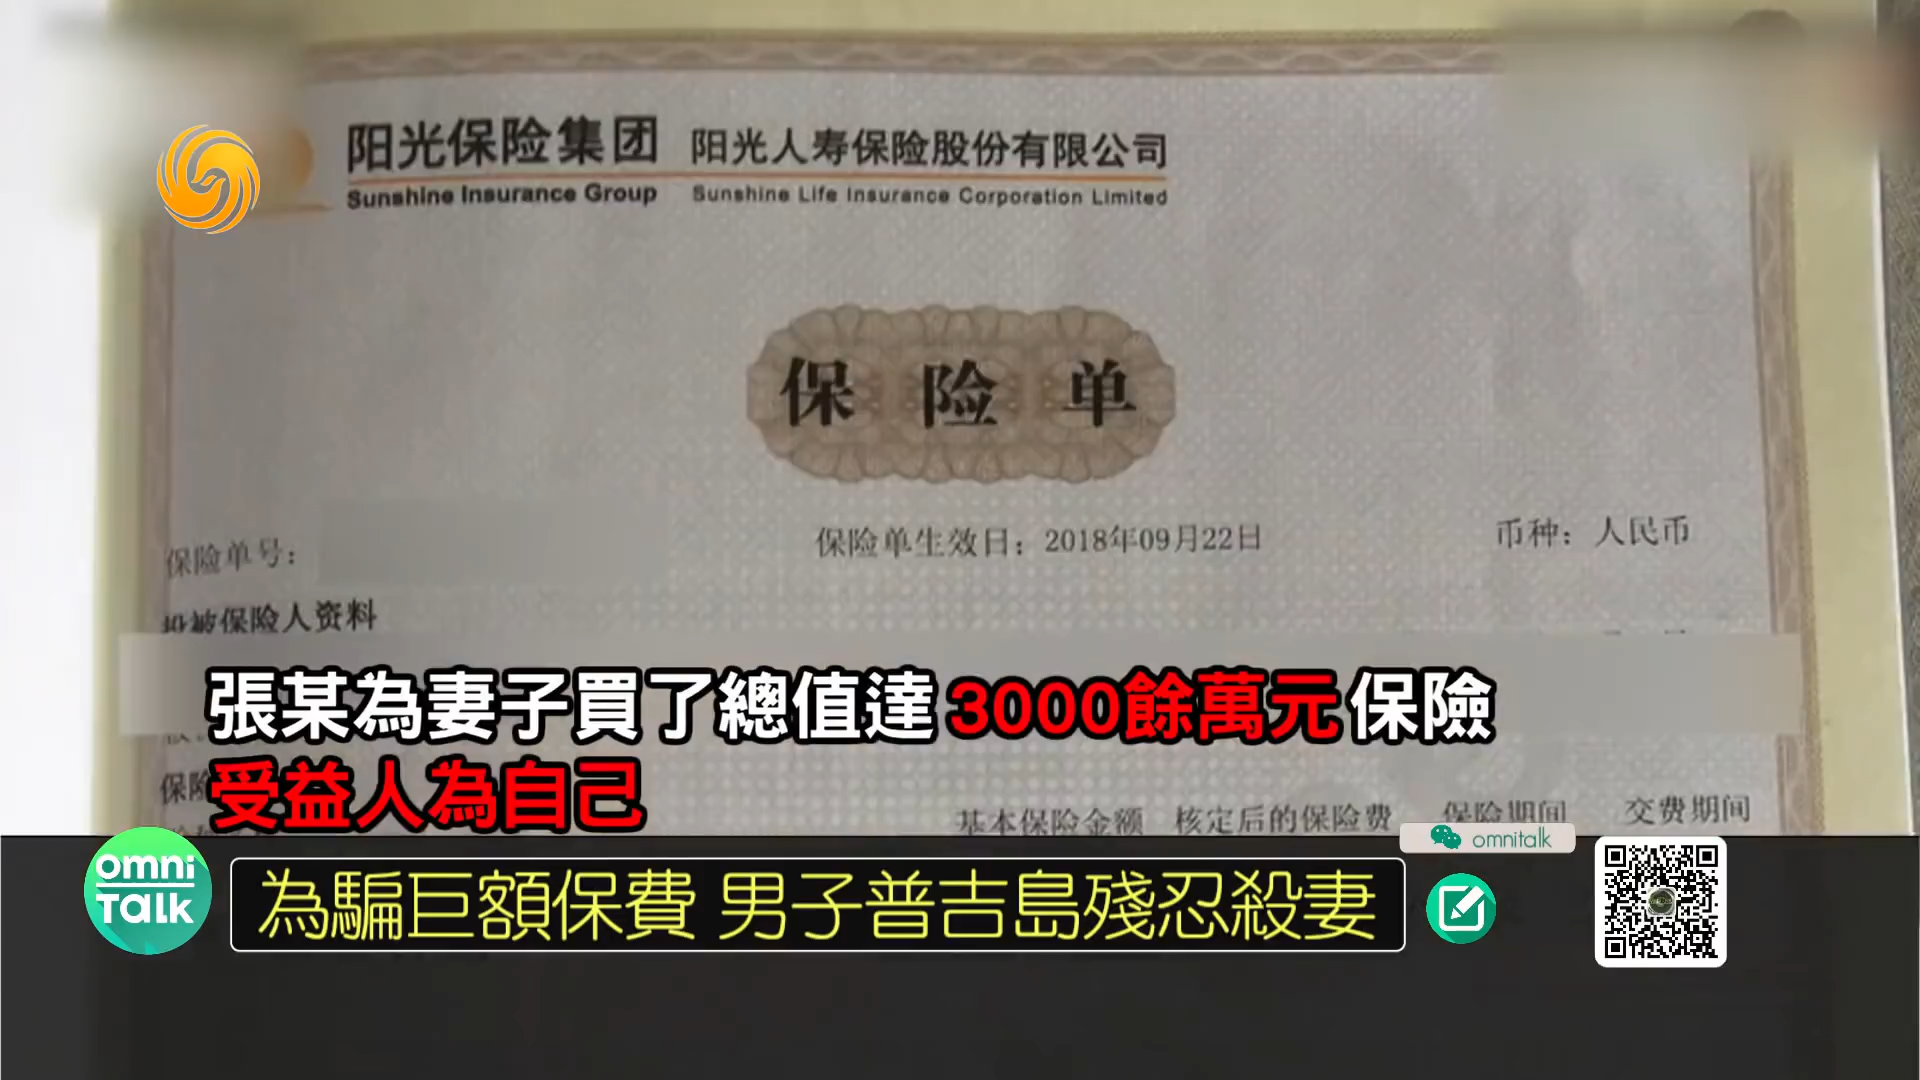 阳光保险集团 阳光人寿保险股份有限公司
Sunshine Insurance Group Sunshine Life Insurance Corporation Limited
保险单
保险单号： 保险单生效日：2018年09月22日 币种：人民币
投被保险人资料
張某為妻子買了總值達3000餘萬元保險
受益人為自己
保险
基本保险金额 核定后的保险费 保险期间 交费期间
omnitalk
omni Talk
為騙巨額保費 男子普吉島殘忍殺妻